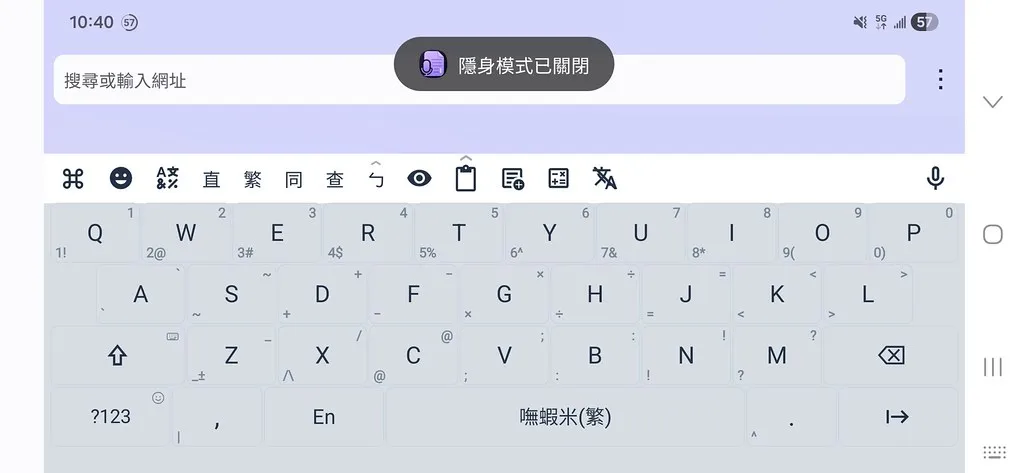 10:40 57 5G 57
隱身模式已關閉
搜尋或輸入網址
直 繁 同 查 ㄅ
Q 1 1! W 2 2@ E 3 3# R 4 4$ T 5 5% Y 6 6^ U 7 7& I 8 8* O 9 9( P 0 0)
A ` ` S ~ ~ D + + F − − G × × H ÷ ÷ J = = K < < L > >
Z _ _± X / /\ C @ @ V ; ; B : : N ! ! M ? ?
?123 | , En 嘸蝦米(繁) ^ .